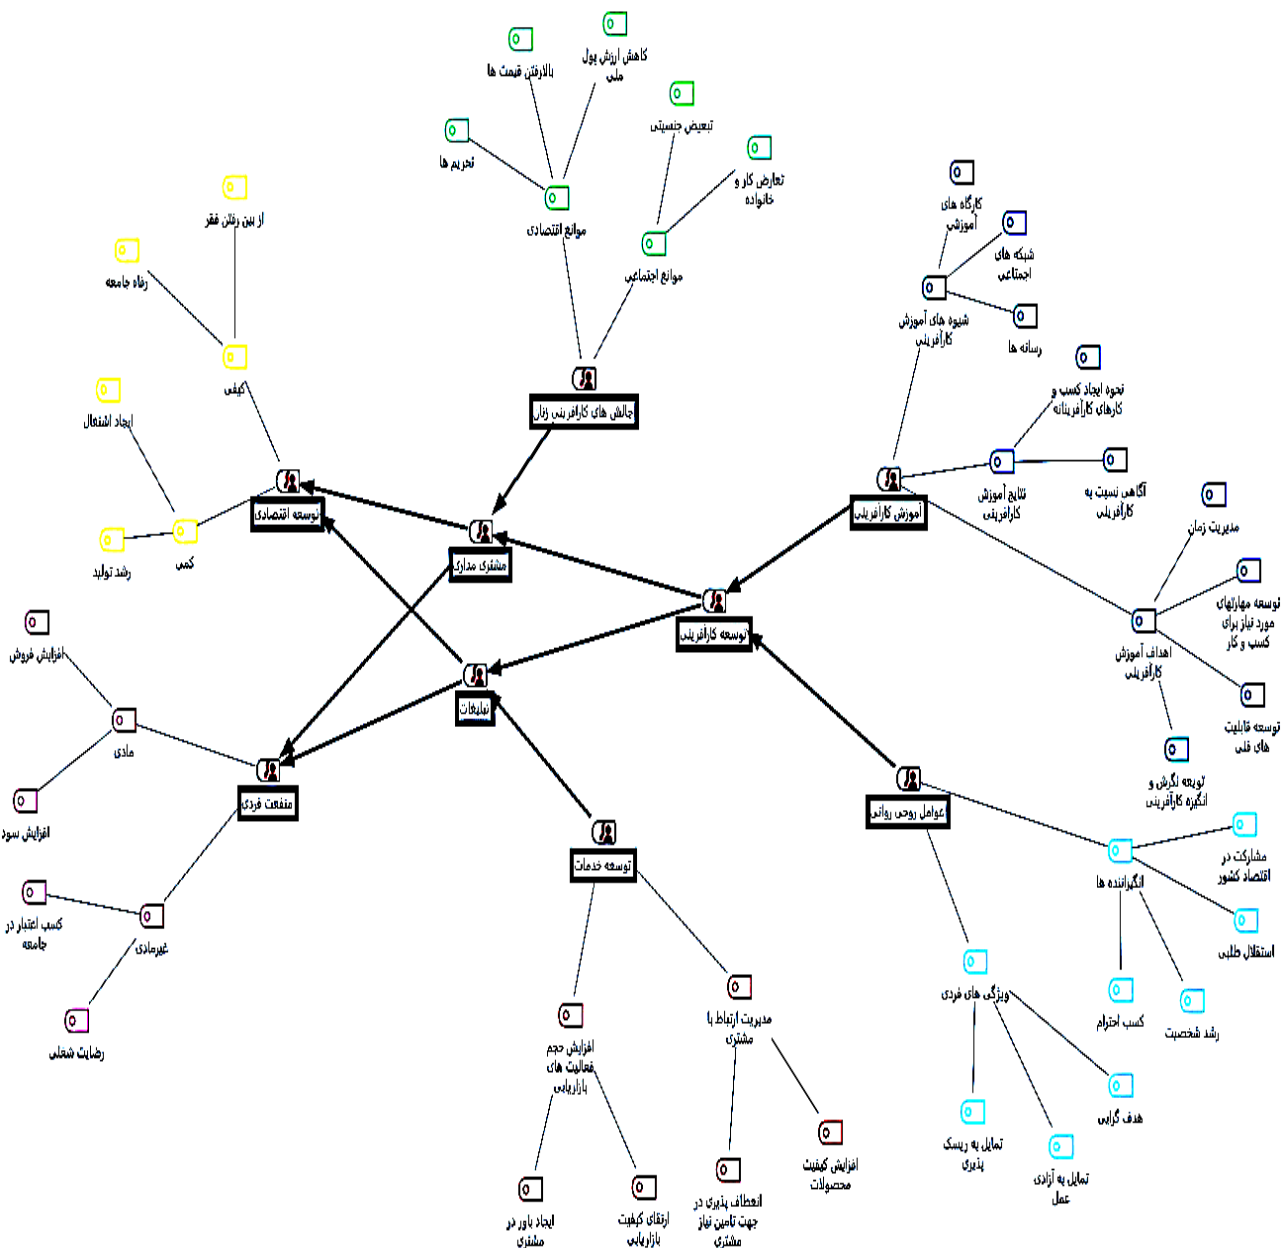 کاهش ارزش پول
ملی
بالارفتن قیمت ها
تبعیض جنسیتی
تحریم ها
تعارض کار و
خانواده
موانع اقتصادی
موانع اجتماعی
چالش های کارافرینی زنان
از بین رفتن فقر
رفاه جامعه
کیفی
ایجاد اشتغال
توسعه اقتصادی
کمی
رشد تولید
مشتری مداری
کارگاه های
آموزشی
شبکه های
اجمتاعی
شیوه های آموزش
کارآفرینی
رسانه ها
نحوه ایجاد کسب و
کارهای کارآفرینانه
آموزش کارآفرینی
نتایج آموزش
کارافرینی
آگاهی نسبت به
کارآفرینی
مدیریت زمان
توسعه مهارتهای
مورد نیاز برای
کسب و کار
اهداف آموزش
کارآفرینی
توسعه قابلیت
های فنی
توبعه نگرش و
انگیزه کارآفرینی
توسعه کارآفرینی
تبلیغات
افزایش فروش
مادی
منفعت فردی
افزایش سود
کسب اعتبار در
جامعه
غیرمادی
رضایت شغلی
توسعه خدمات
عوامل روحی روانی
مشارکت در
اقتصاد کشور
انگیزاننده ها
استقلال طلبی
کسب احترام
رشد شخصیت
ویژگی های فردی
هدف گرایی
تمایل به ریسک
پذیری
تمایل به آزادی
عمل
مدیریت ارتباط با
مشتری
افزایش حجم
فعالیت های
بازاریابی
افزایش کیفیت
محصولات
انعطاف پذیری در
جهت تامین نیاز
مشتری
ارتقای کیفیت
بازاریابی
ایجاد باور در
مشتری